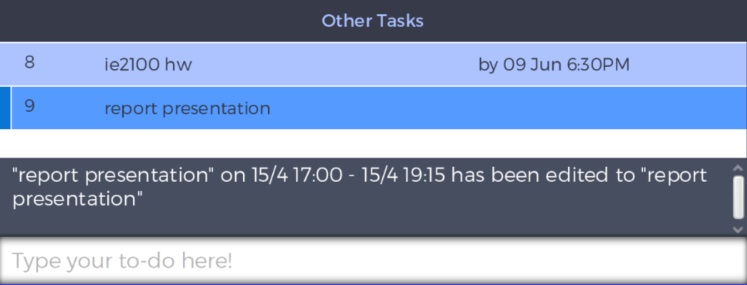 Other Tasks
8 ie2100 hw by 09 Jun 6:30PM
9 report presentation
"report presentation" on 15/4 17:00 - 15/4 19:15 has been edited to "report
presentation"
Type your to-do here!